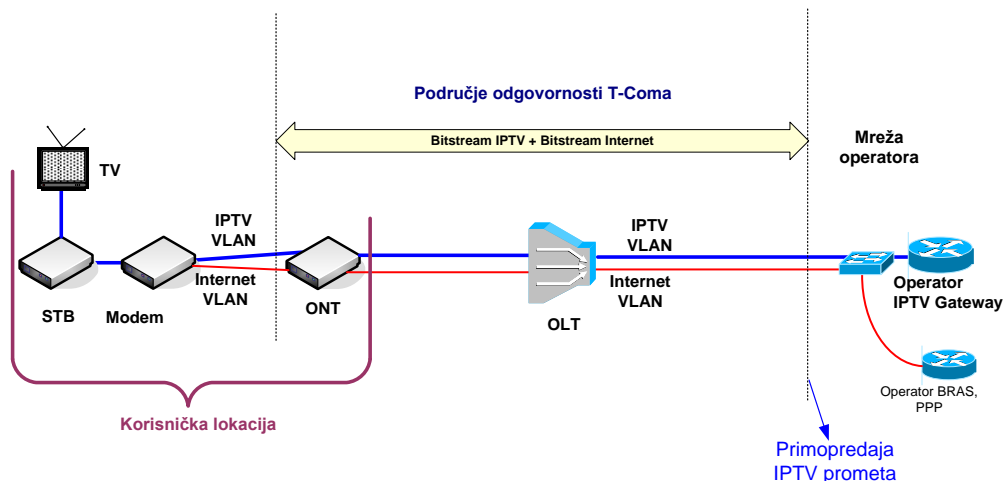 Područje odgovornosti T-Coma
Bitstream IPTV + Bitstream Internet
Mreža
operatora
TV
IPTV
VLAN
IPTV
VLAN
Internet
VLAN
Internet
VLAN
Operator
IPTV Gateway
STB
Modem
ONT
OLT
Operator BRAS,
PPP
Korisnička lokacija
Primopredaja
IPTV prometa